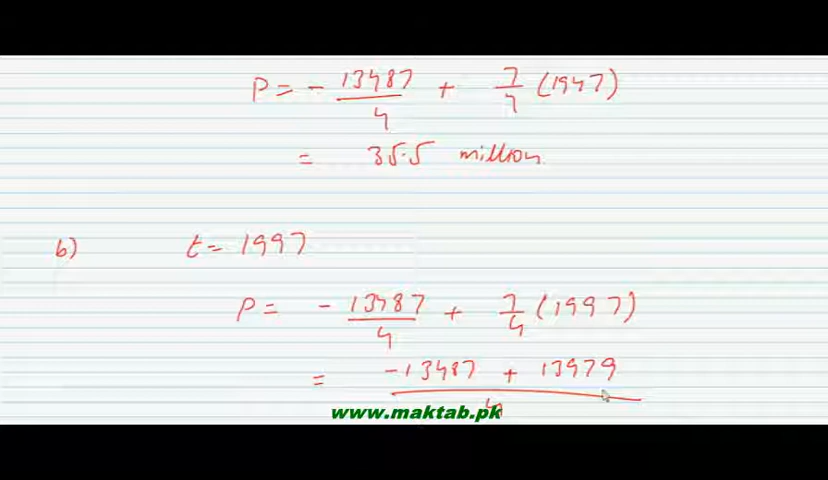 P = - 13487/4 + 7/4 (1947)
= 35.5 million
b) t = 1997
P = - 13487/4 + 7/4 (1997)
= -13487 + 13979 / 4
www.maktab.pk